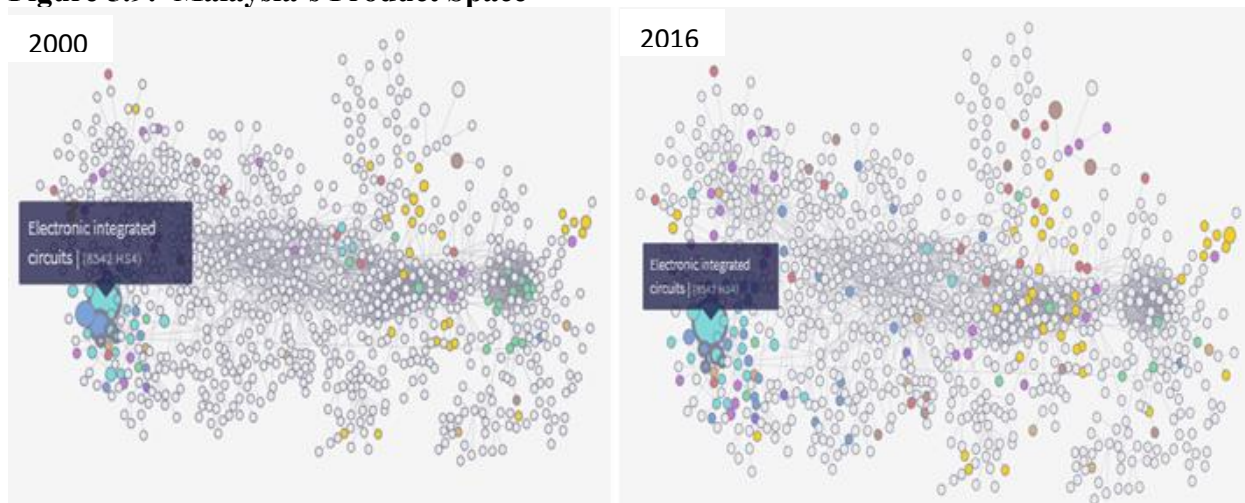 Figure 3.9: Malaysia's Product Space
2000
2016
Electronic integrated
circuits | (8542 HS4)
Electronic integrated
circuits | (8542 HS4)